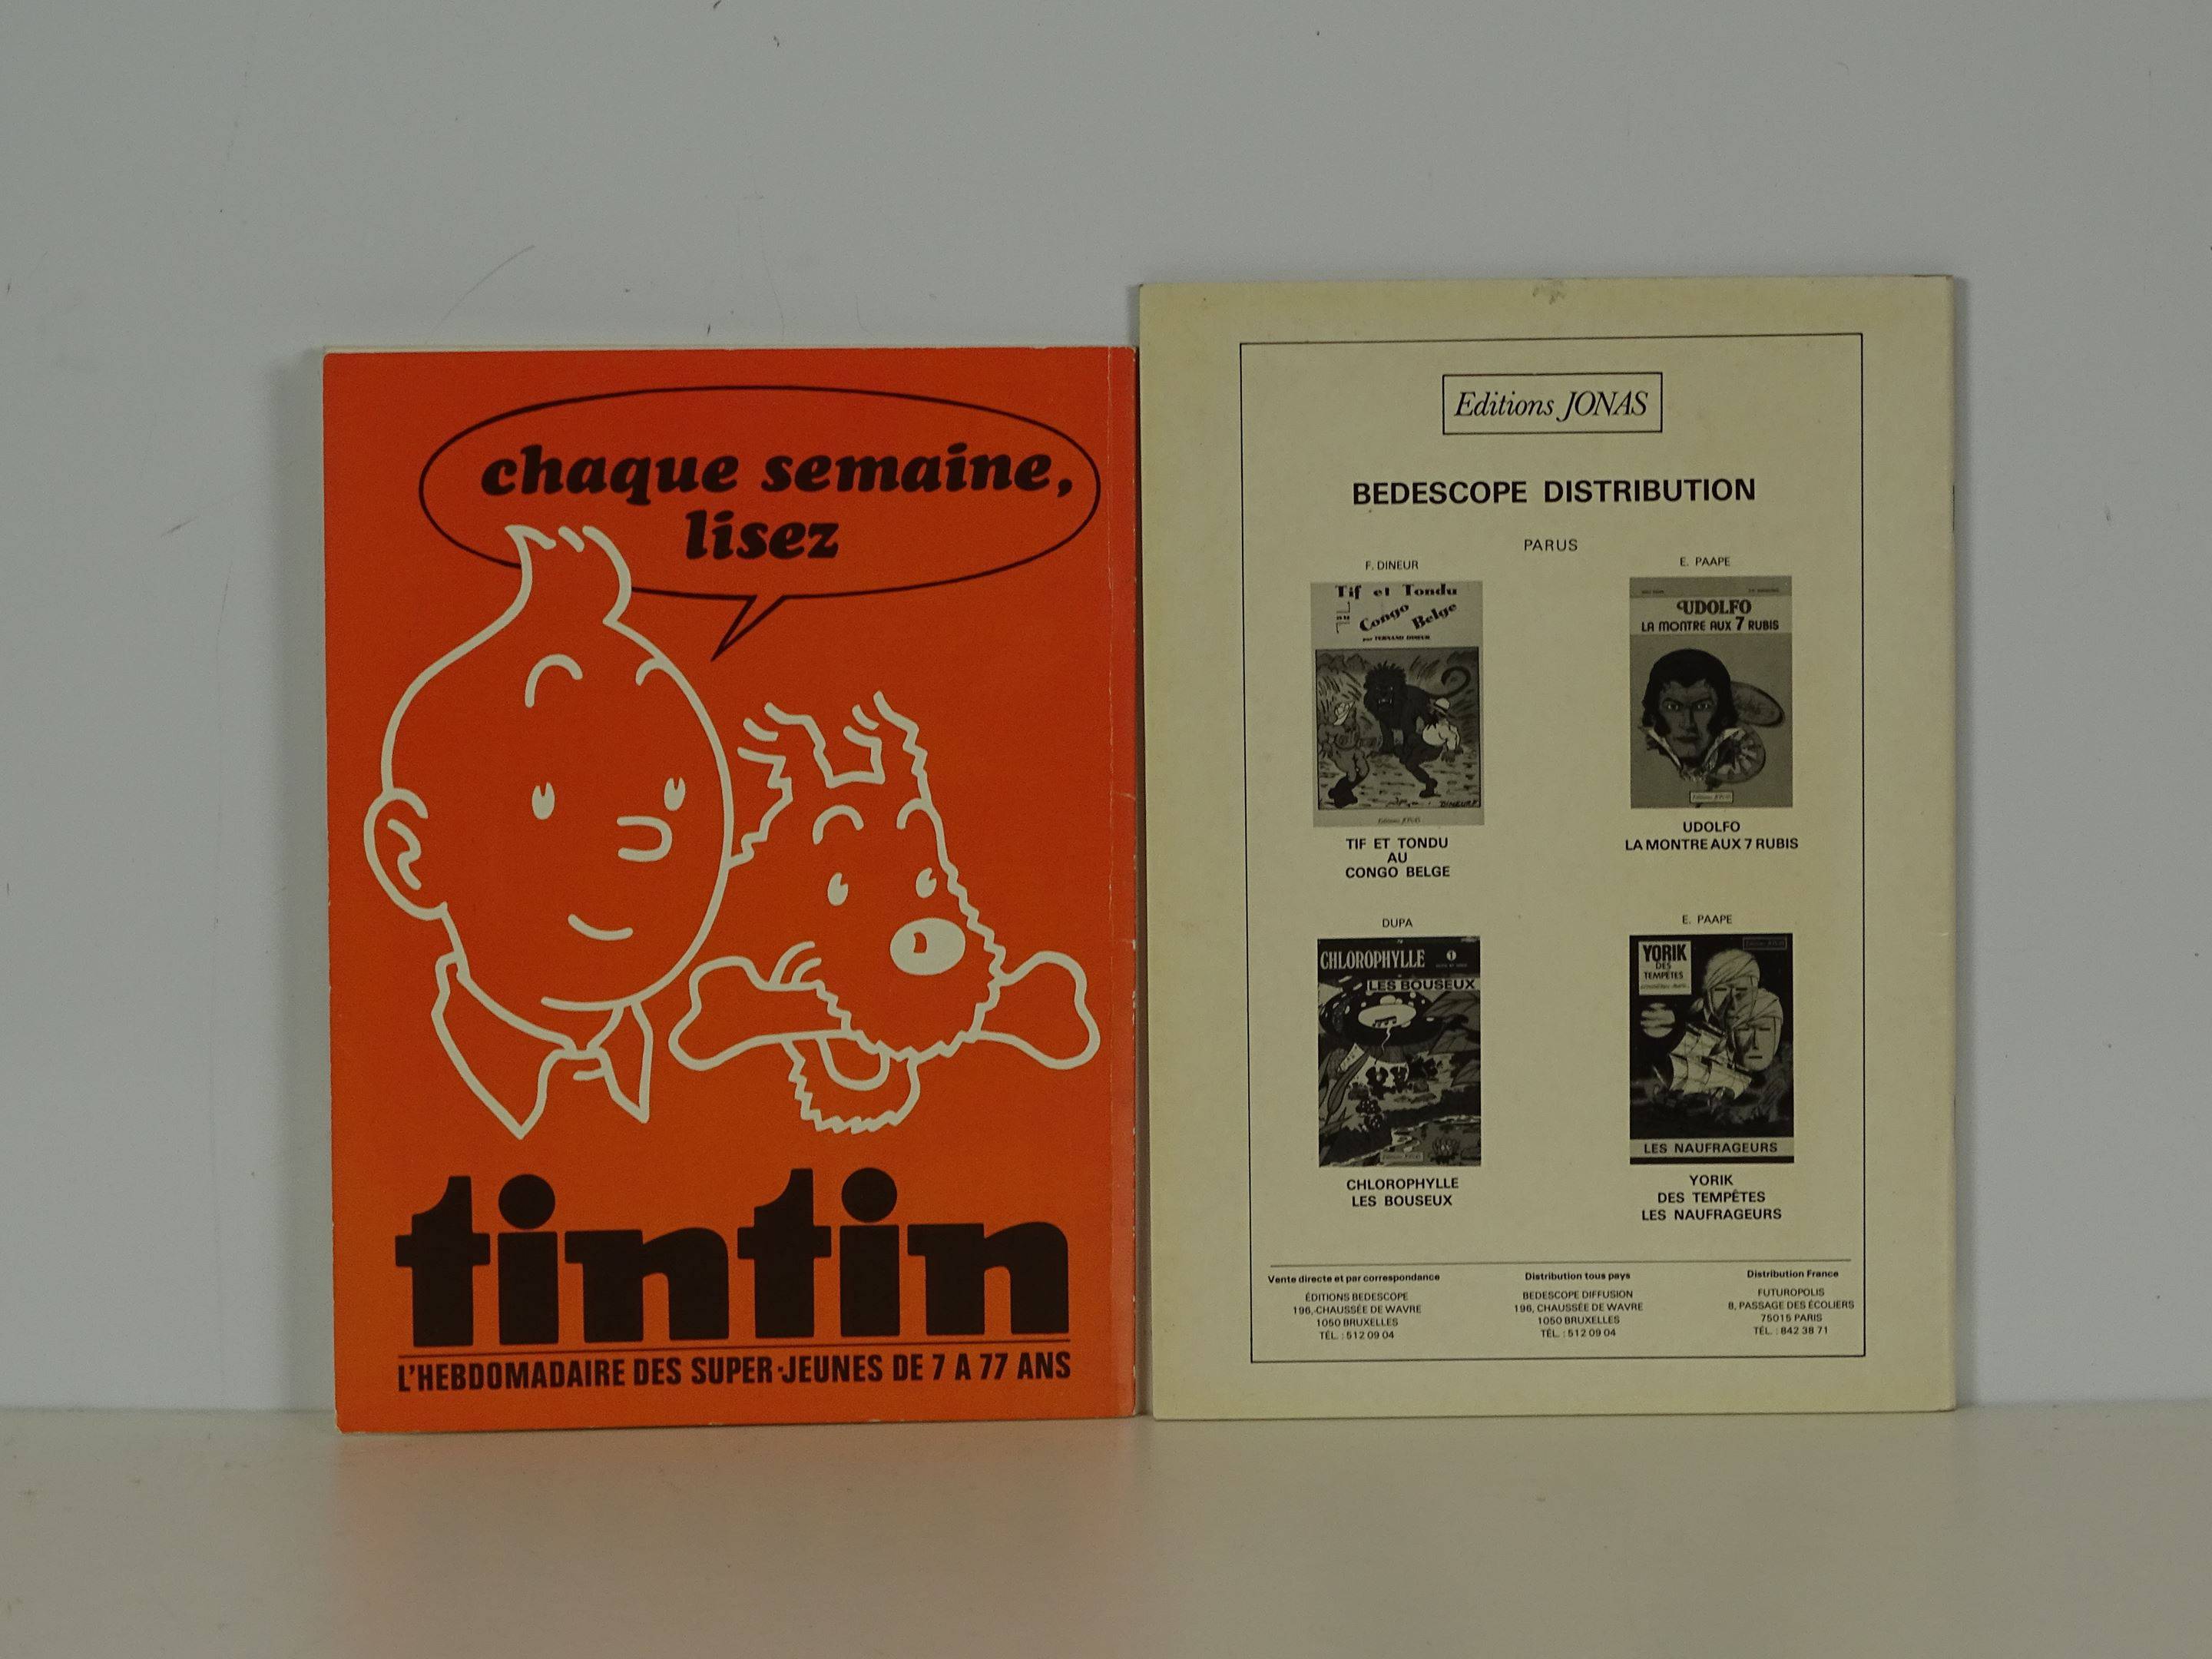 chaque semaine,
lisez
tintin
L'HEBDOMADAIRE DES SUPER-JEUNES DE 7 A 77 ANS
Editions JONAS
BEDESCOPE DISTRIBUTION
PARUS
F. DINEUR
Tif et Tondu
au Congo Belge
par FERNAND DINEUR
DINEUR
TIF ET TONDU
AU
CONGO BELGE
E. PAAPE
UDOLFO
LA MONTRE AUX 7 RUBIS
UDOLFO
LA MONTRE AUX 7 RUBIS
DUPA
CHLOROPHYLLE
LES BOUSEUX
CHLOROPHYLLE
LES BOUSEUX
E. PAAPE
YORIK
DES
TEMPÊTES
LES NAUFRAGEURS
YORIK
DES TEMPÊTES
LES NAUFRAGEURS
Vente directe et par correspondance
ÉDITIONS BEDESCOPE
196, CHAUSSÉE DE WAVRE
1050 BRUXELLES
TÉL. : 512 09 04
Distribution tous pays
BEDESCOPE DIFFUSION
196, CHAUSSÉE DE WAVRE
1050 BRUXELLES
TÉL. : 512 09 04
Distribution France
FUTUROPOLIS
8, PASSAGE DES ÉCOLIERS
75015 PARIS
TÉL. : 842 38 71